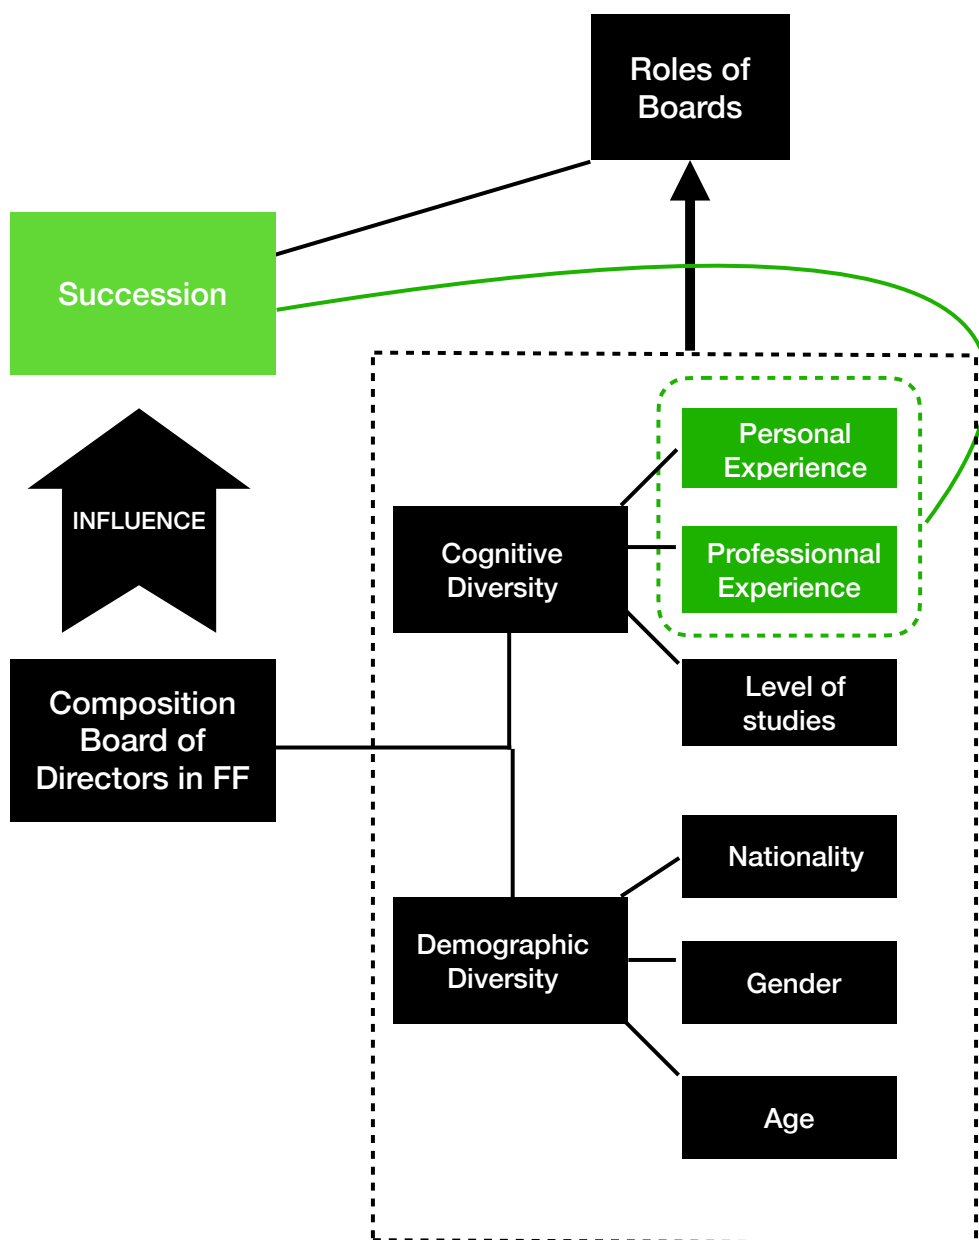 Roles of
Boards
Succession
INFLUENCE
Composition
Board of
Directors in FF
Cognitive
Diversity
Personal
Experience
Professionnal
Experience
Level of
studies
Demographic
Diversity
Nationality
Gender
Age